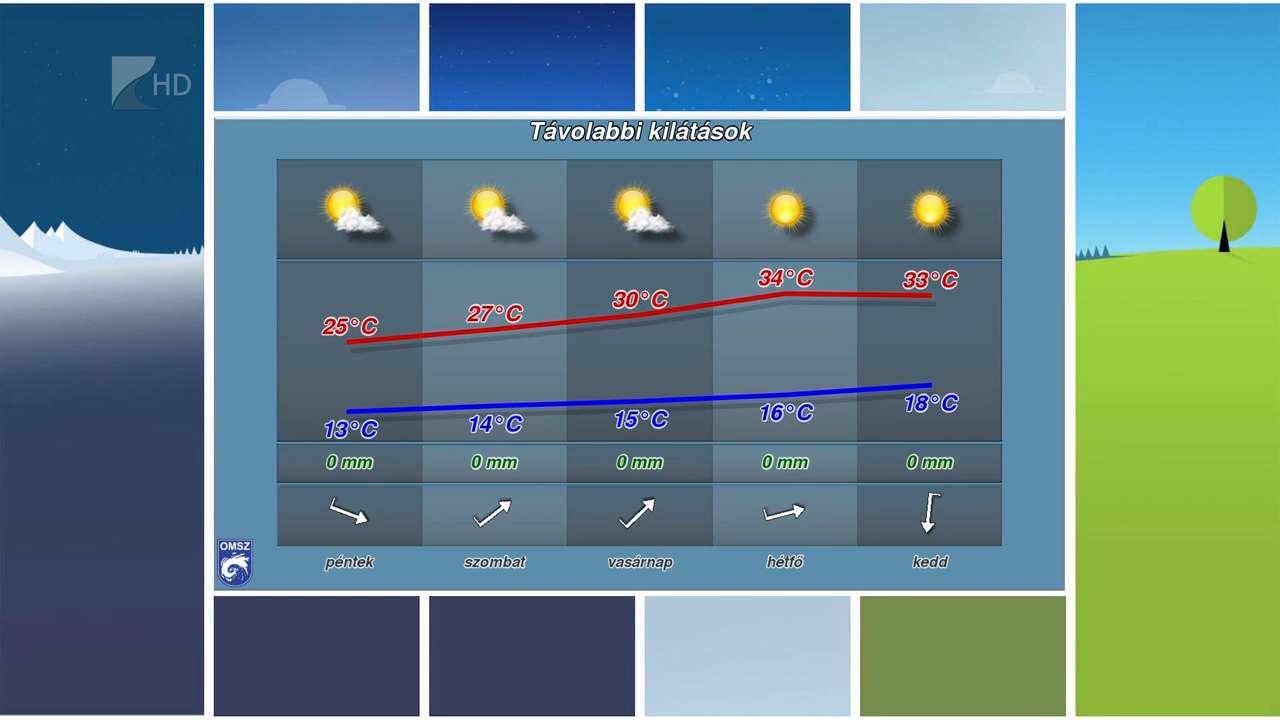 HD
Távolabbi kilátások
25°C 27°C 30°C 34°C 33°C
13°C 14°C 15°C 16°C 18°C
0 mm 0 mm 0 mm 0 mm 0 mm
OMSZ
péntek szombat vasárnap hétfő kedd